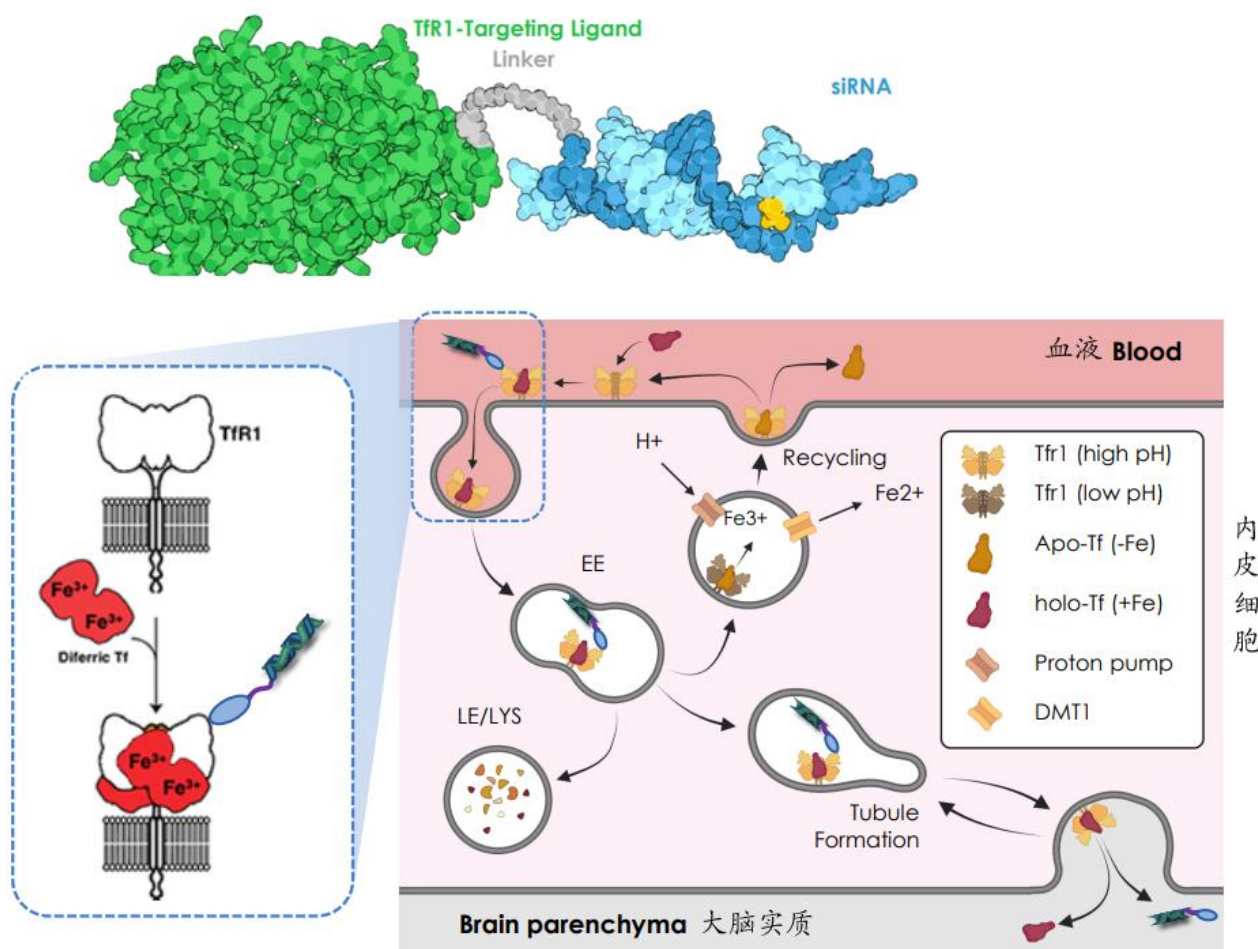 TfR1-Targeting Ligand
Linker
siRNA
TfR1
Fe3+
Fe3+
Diferric Tf
Fe3+
Fe3+
血液 Blood
H+
Recycling
Fe3+
Fe2+
EE
LE/LYS
Tubule
Formation
Tfr1 (high pH)
Tfr1 (low pH)
Apo-Tf (-Fe)
holo-Tf (+Fe)
Proton pump
DMT1
内
皮
细
胞
Brain parenchyma 大脑实质